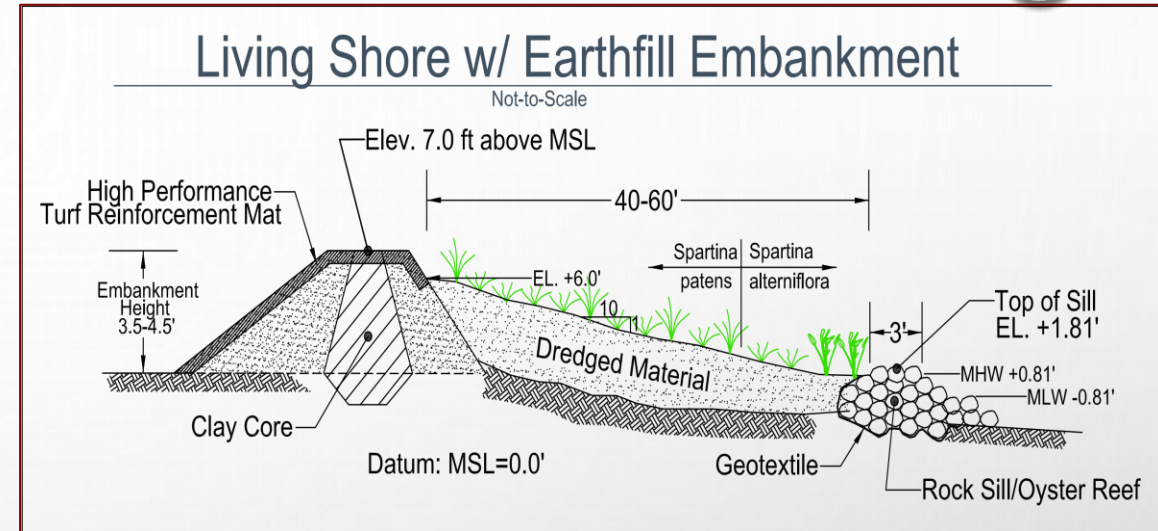 Living Shore w/ Earthfill Embankment
Not-to-Scale
Elev. 7.0 ft above MSL
High Performance
Turf Reinforcement Mat
40-60'
Spartina
patens
Spartina
alterniflora
EL. +6.0'
Embankment
Height
3.5-4.5'
10
1
Top of Sill
EL. +1.81'
3'
Dredged Material
MHW +0.81'
MLW -0.81'
Clay Core
Datum: MSL=0.0'
Geotextile
Rock Sill/Oyster Reef